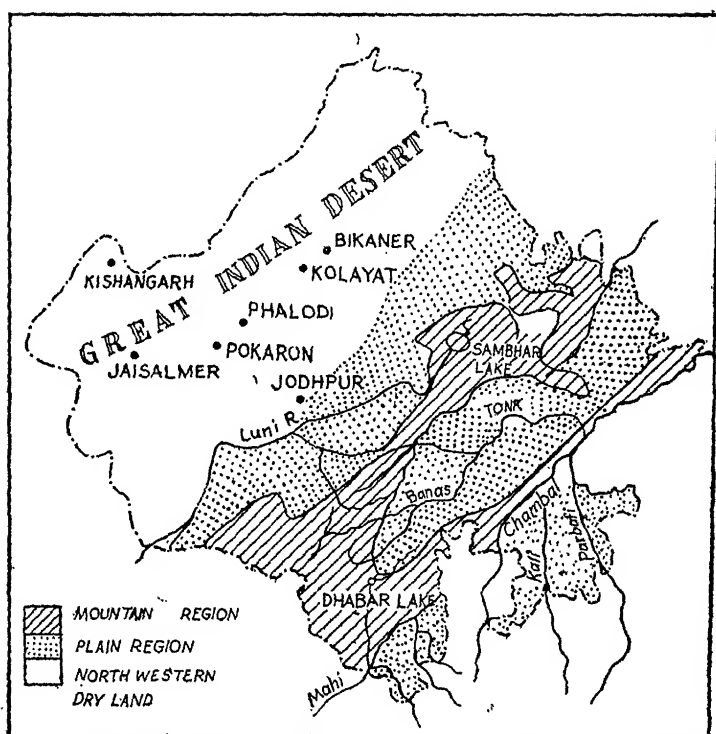 GREAT INDIAN DESERT
BIKANER
KOLAYAT
KISHANGARH
PHALODI
POKARON
JAISALMER
JODHPUR
SAMBHAR
LAKE
Luni R.
TONK
Banas
Chambal
Kali
Parbati
DHABAR LAKE
Mahi
MOUNTAIN REGION
PLAIN REGION
NORTH WESTERN
DRY LAND